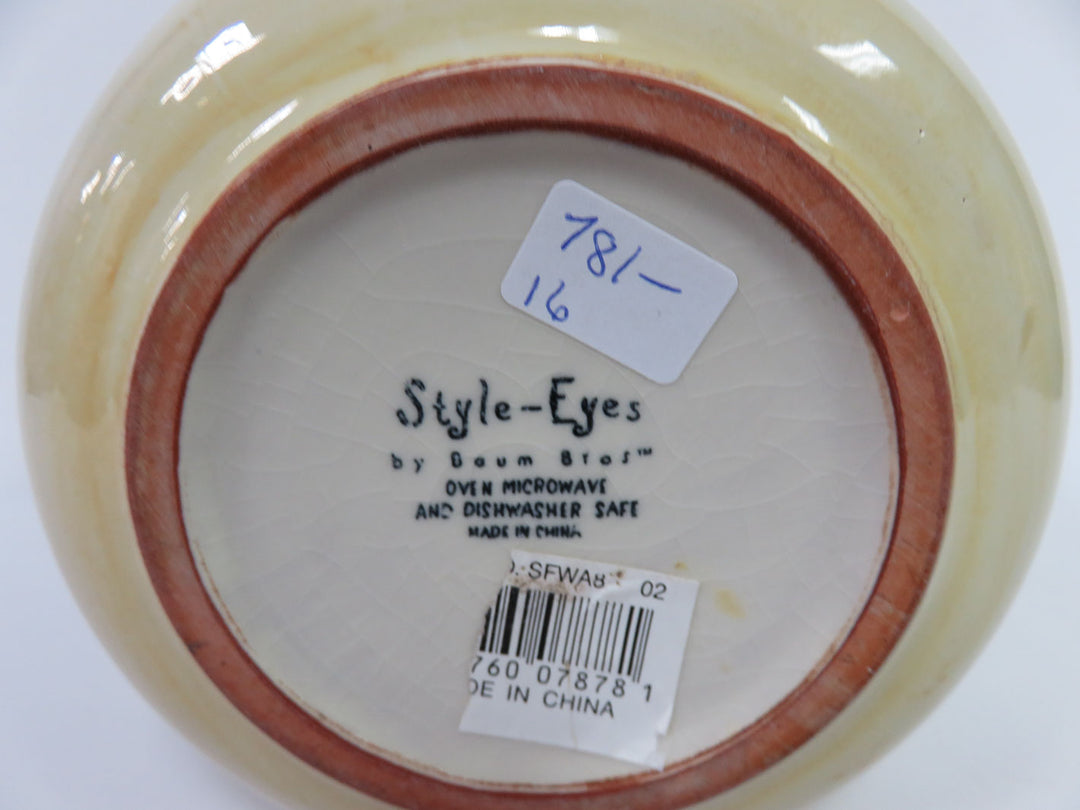 781-
16
Style-Eyes
by Baum Bros™
OVEN MICROWAVE
AND DISHWASHER SAFE
MADE IN CHINA
02
760 07878 1
DE IN CHINA